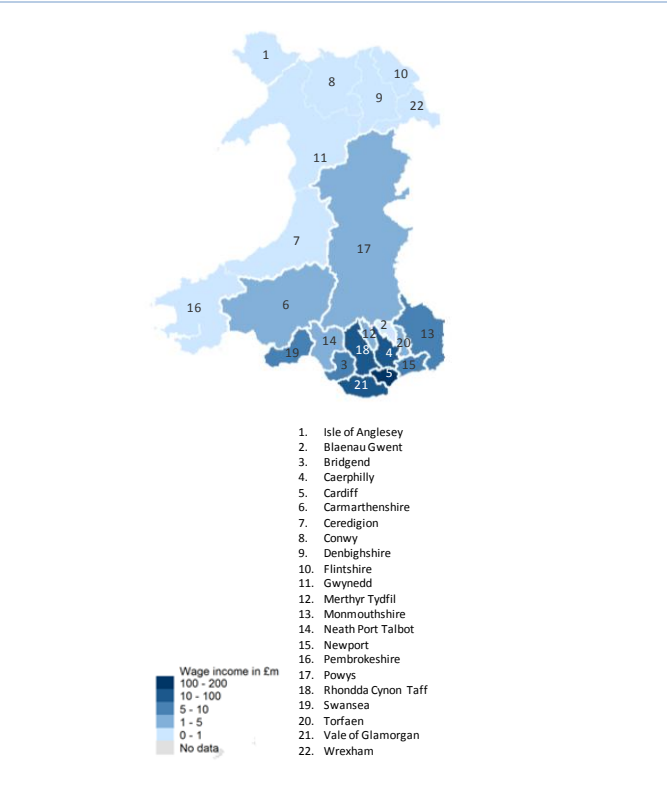 1
10
8
9
22
11
7
17
16
6
2
12
13
14
20
18
4
19
3
15
5
21
1. Isle of Anglesey
2. Blaenau Gwent
3. Bridgend
4. Caerphilly
5. Cardiff
6. Carmarthenshire
7. Ceredigion
8. Conwy
9. Denbighshire
10. Flintshire
11. Gwynedd
12. Merthyr Tydfil
13. Monmouthshire
14. Neath Port Talbot
15. Newport
16. Pembrokeshire
17. Powys
18. Rhondda Cynon Taff
19. Swansea
20. Torfaen
21. Vale of Glamorgan
22. Wrexham
Wage income in £m
100 - 200
10 - 100
5 - 10
1 - 5
0 - 1
No data